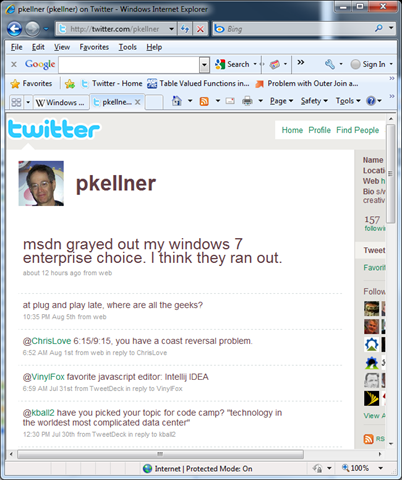 pkellner (pkellner) on Twitter - Windows Internet Explorer
http://twitter.com/pkellner
Bing
File Edit View Favorites Tools Help
x Google Search Sign In
Favorites Twitter - Home Table Valued Functions in... Problem with Outer Join a...
Windows ... pkellne... Page Safety Tools
twitter
Home Profile Find People
pkellner
Name
Locati
Web h
Bio s/w
creativ
157
following
msdn grayed out my windows 7
enterprise choice. I think they ran out.
about 12 hours ago from web
Tweet
Favorit
Follow
at plug and play late, where are all the geeks?
10:35 PM Aug 5th from web
@ChrisLove 6:15/9:15, you have a coast reversal problem.
6:52 AM Aug 1st from web in reply to ChrisLove
@VinylFox favorite javascript editor: Intellij IDEA
6:59 AM Jul 31st from TweetDeck in reply to VinylFox
@kball2 have you picked your topic for code camp? "technology in
the worldest most complicated data center"
12:30 PM Jul 30th from TweetDeck in reply to kball2
View A
RS
Internet | Protected Mode: On 100%